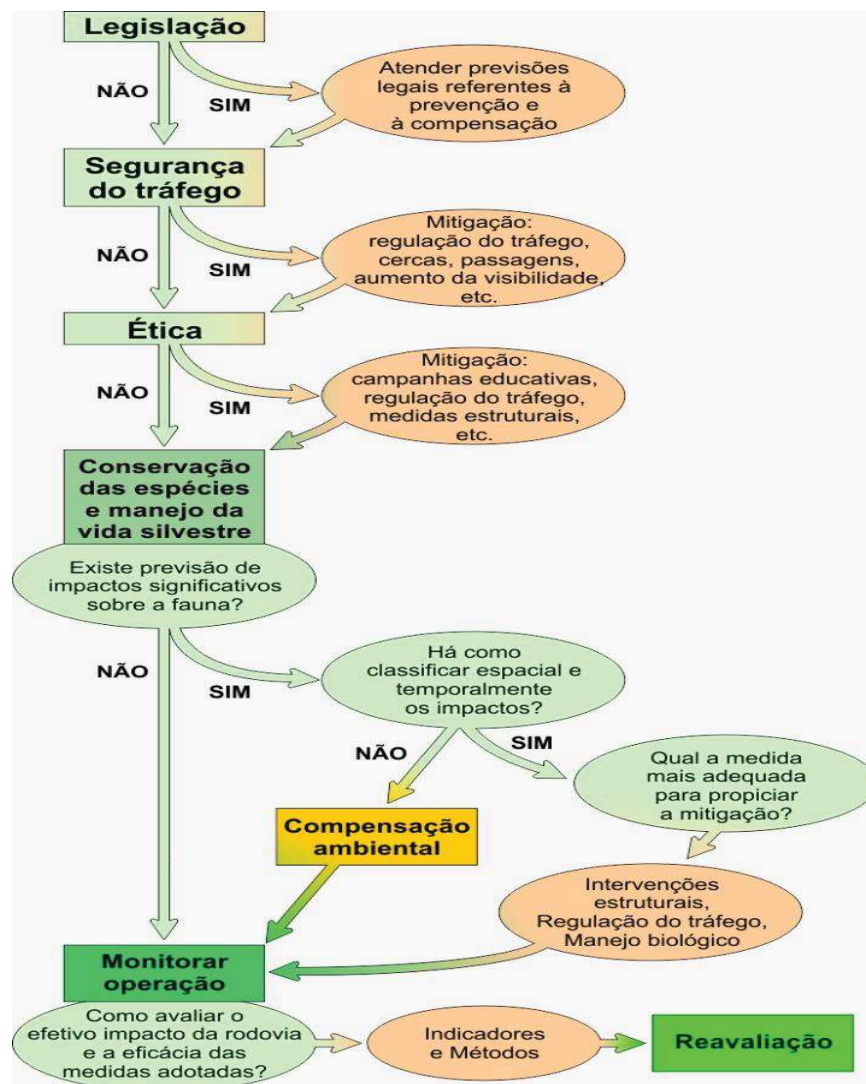 Legislação
NÃO
SIM
Atender previsões
legais referentes à
prevenção e
à compensação
Segurança
do tráfego
NÃO
SIM
Mitigação:
regulação do tráfego,
cercas, passagens,
aumento da visibilidade,
etc.
Ética
NÃO
SIM
Mitigação:
campanhas educativas,
regulação do tráfego,
medidas estruturais,
etc.
Conservação
das espécies
e manejo da
vida silvestre
Existe previsão de
impactos significativos
sobre a fauna?
NÃO
SIM
Há como
classificar espacial e
temporalmente
os impactos?
NÃO
SIM
Qual a medida
mais adequada
para propiciar
a mitigação?
Compensação
ambiental
Intervenções
estruturais,
Regulação do tráfego,
Manejo biológico
Monitorar
operação
Como avaliar o
efetivo impacto da rodovia
e a eficácia das
medidas adotadas?
Indicadores
e Métodos
Reavaliação